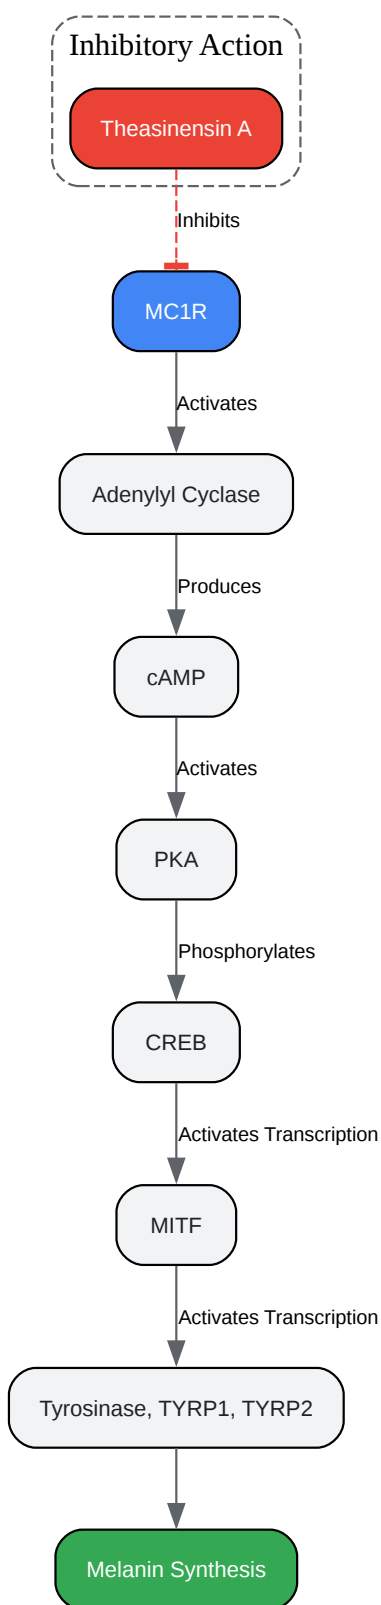 Inhibitory Action
Theasinensin A
Inhibits
MC1R
Activates
Adenylyl Cyclase
Produces
cAMP
Activates
PKA
Phosphorylates
CREB
Activates Transcription
MITF
Activates Transcription
Tyrosinase, TYRP1, TYRP2
Melanin Synthesis